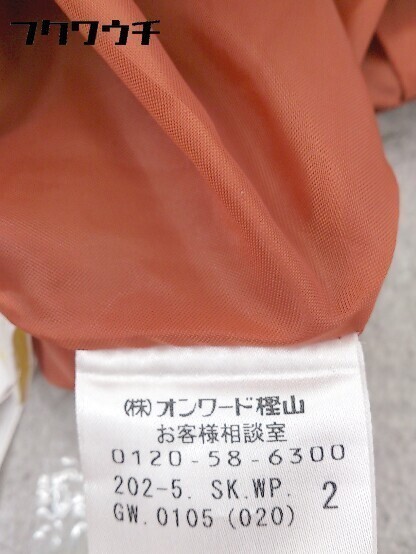 フクワウチ
(株)オンワード樫山
お客様相談室
0120-58-6300
202-5. SK.WP. 2
GW.0105(020)